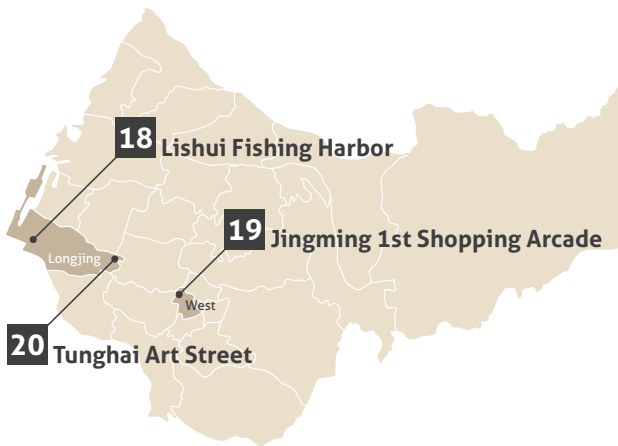 18 Lishui Fishing Harbor
19 Jingming 1st Shopping Arcade
Longjing
West
20 Tunghai Art Street